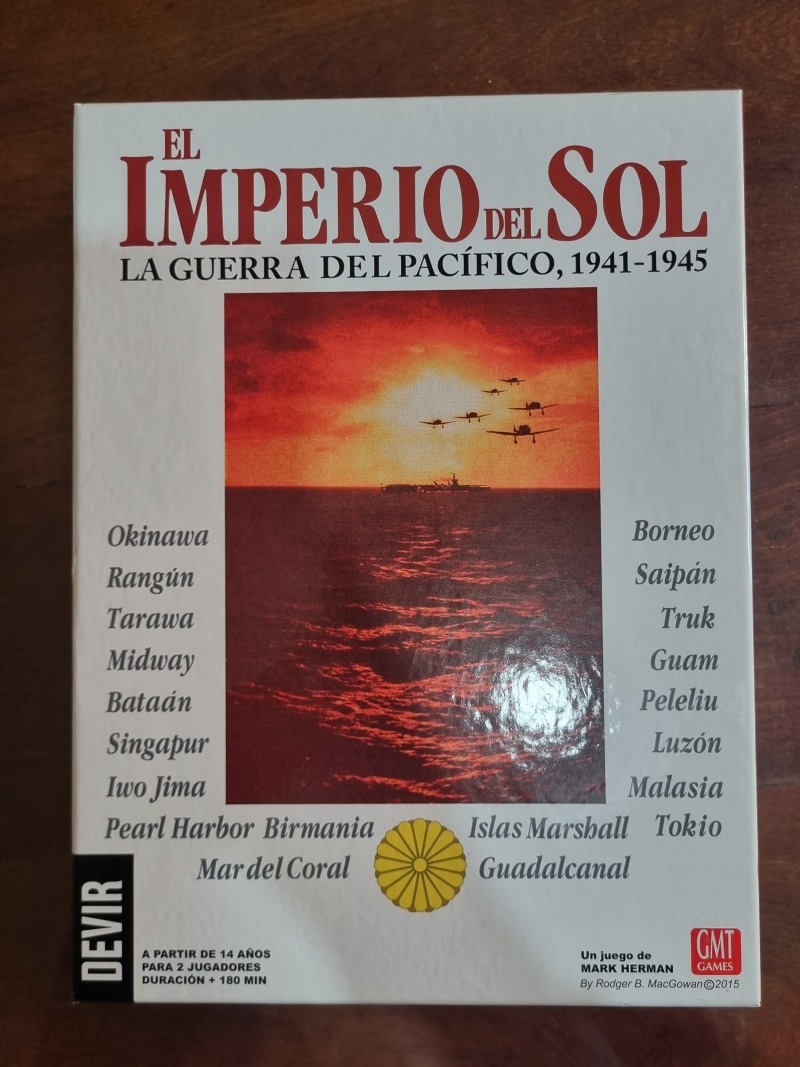 EL
IMPERIO DEL SOL
LA GUERRA DEL PACÍFICO, 1941-1945
Okinawa
Rangún
Tarawa
Midway
Bataán
Singapur
Iwo Jima
Pearl Harbor Birmania
Mar del Coral
Borneo
Saipán
Truk
Guam
Peleliu
Luzón
Malasia
Islas Marshall Tokio
Guadalcanal
DEVIR
A PARTIR DE 14 AÑOS
PARA 2 JUGADORES
DURACIÓN + 180 MIN
Un juego de
MARK HERMAN
By Rodger B. MacGowan©2015
GMT
GAMES